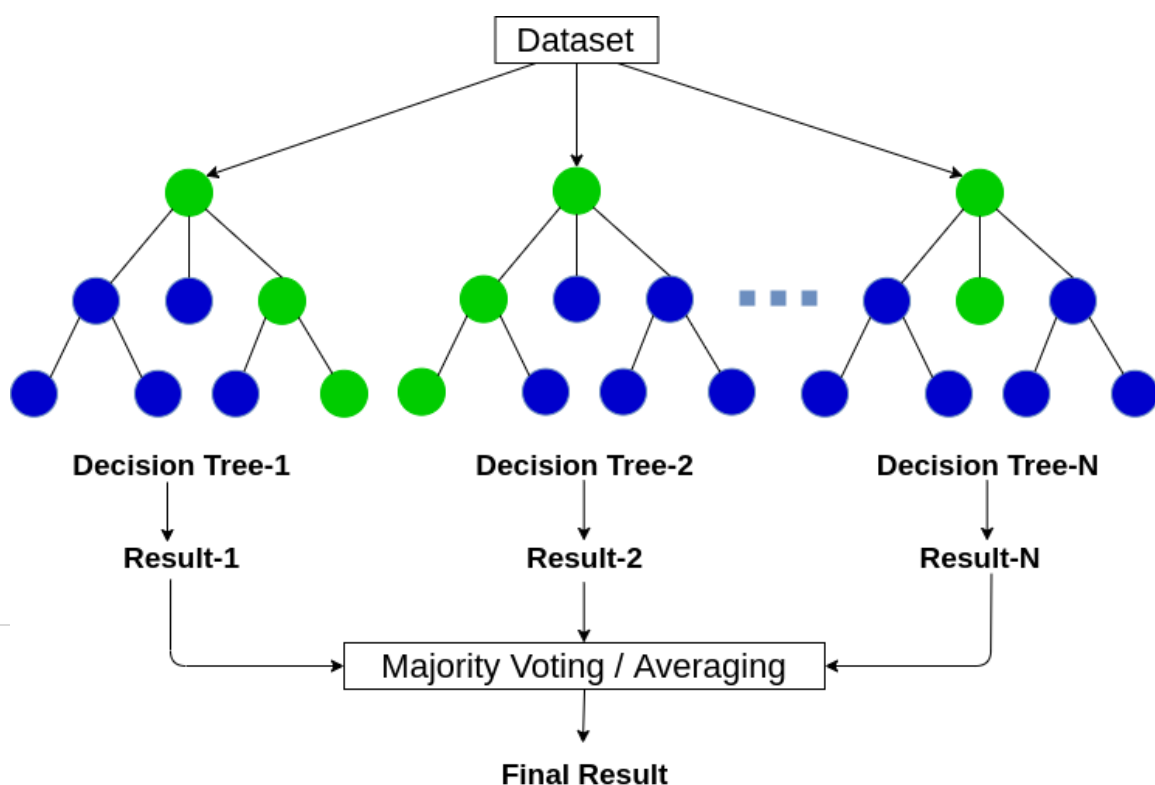 Dataset
Decision Tree-1
Decision Tree-2
Decision Tree-N
Result-1
Result-2
Result-N
Majority Voting / Averaging
Final Result